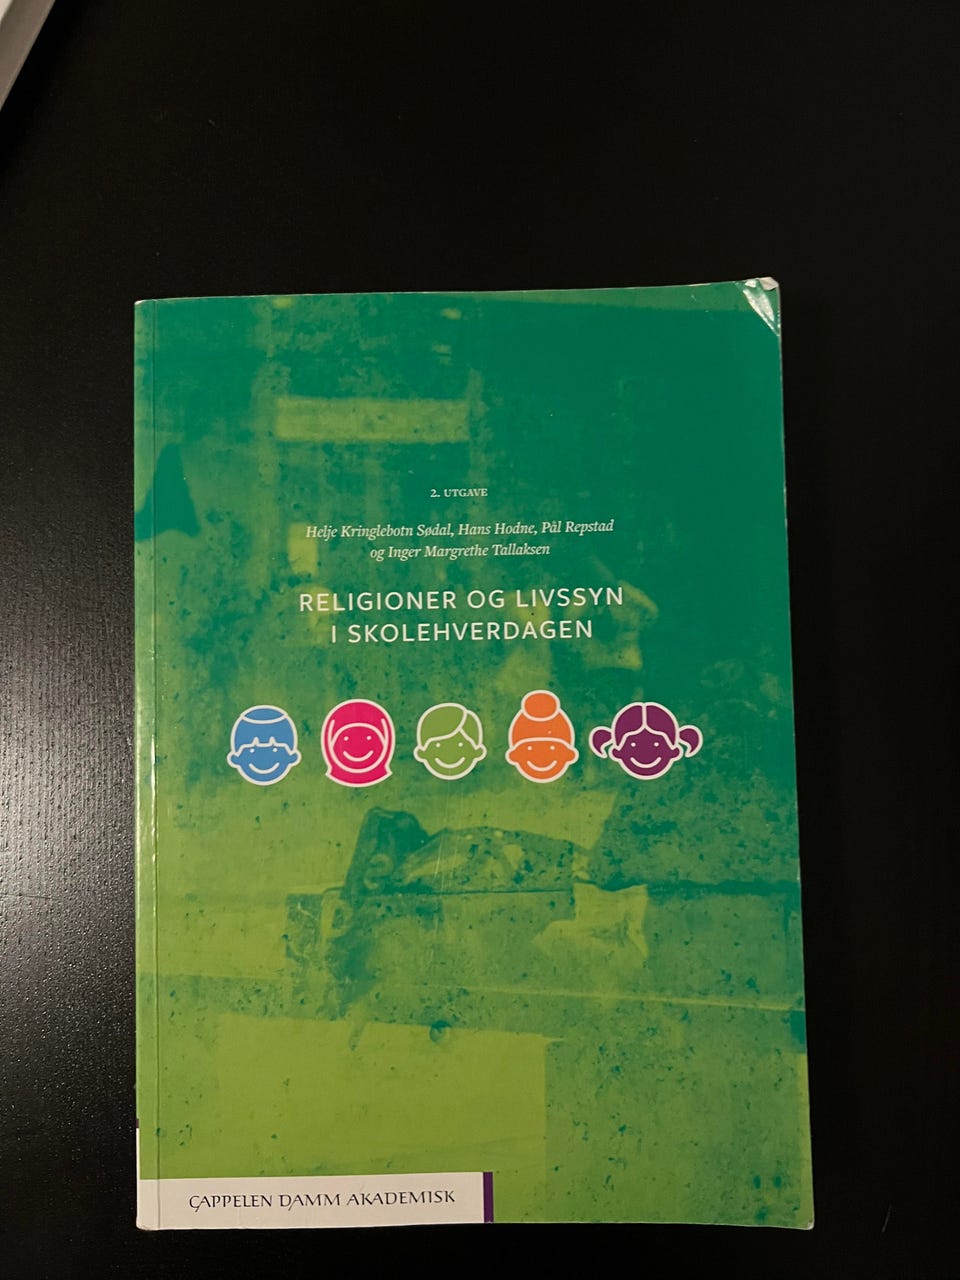 2. UTGAVE
Helje Kringlebotn Sødal, Hans Hodne, Pål Repstad
og Inger Margrethe Tallaksen
RELIGIONER OG LIVSSYN
I SKOLEHVERDAGEN
CAPPELEN DAMM AKADEMISK